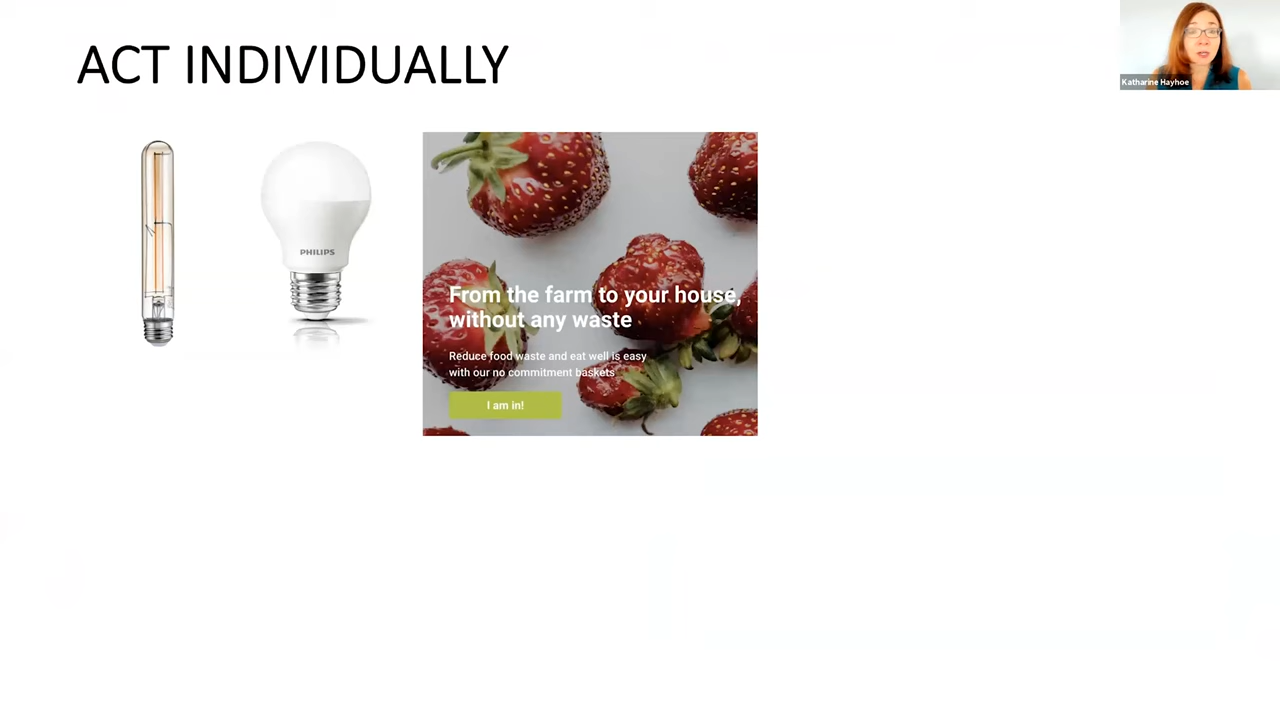 ACT INDIVIDUALLY
Katharine Hayhoe
PHILIPS
From the farm to your house,
without any waste
Reduce food waste and eat well is easy
with our no commitment baskets
I am in!